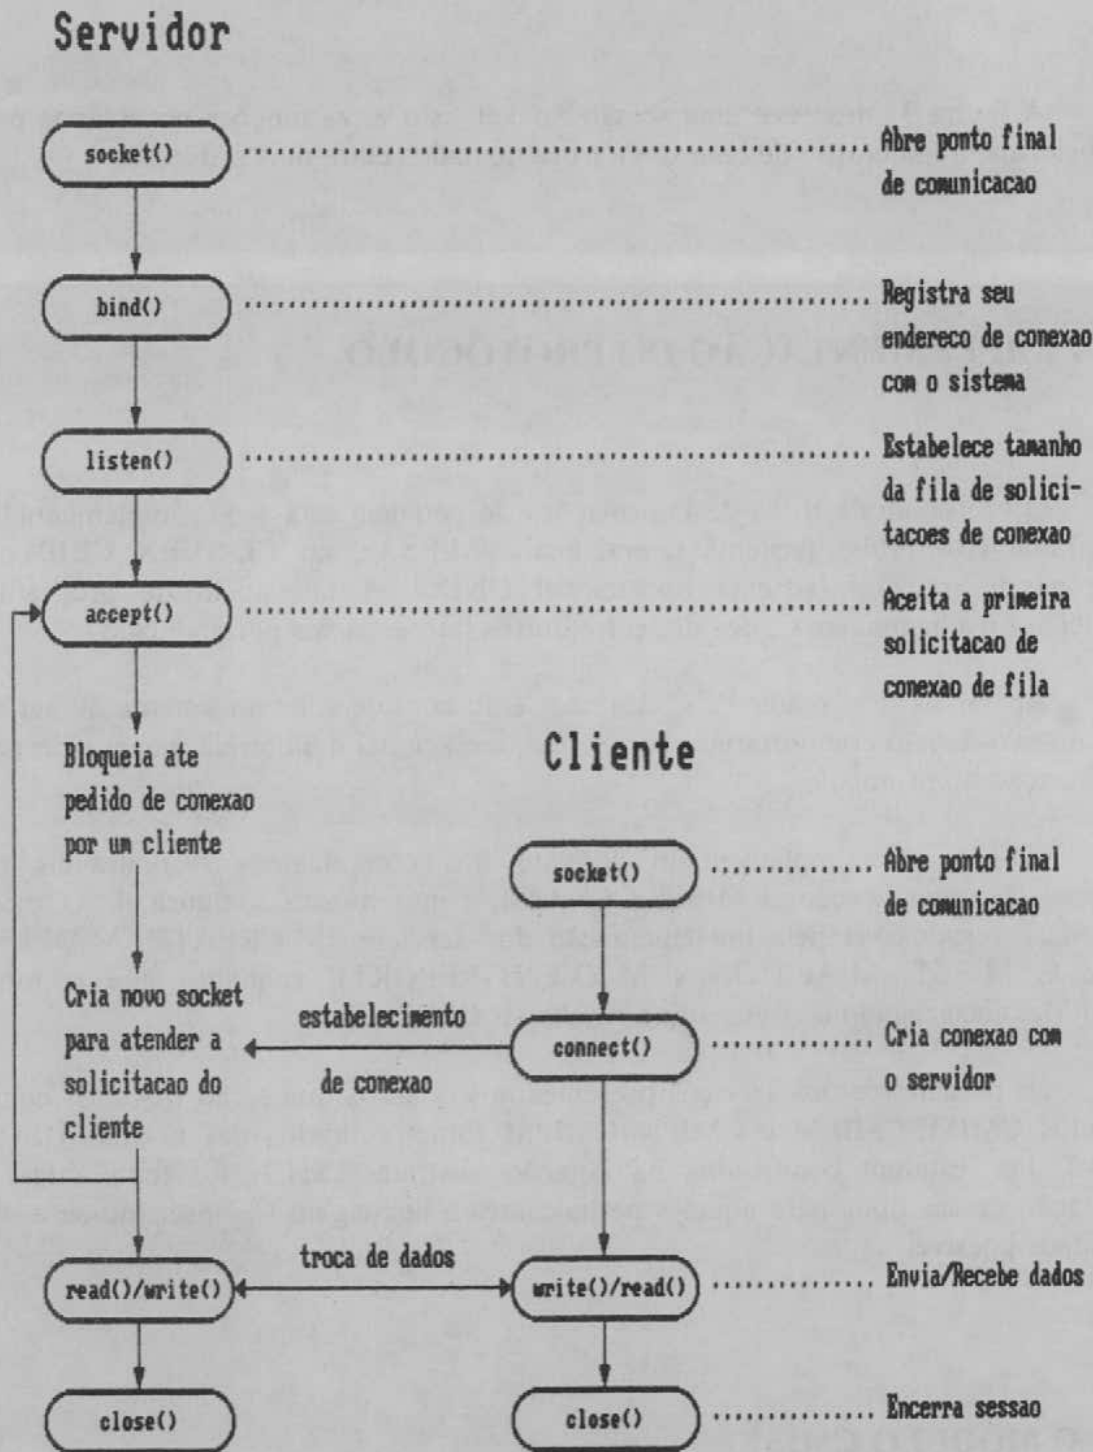 Servidor
socket()
Abre ponto final
de comunicacao
bind()
Registra seu
endereco de conexao
com o sistema
listen()
Estabelece tamanho
da fila de solici-
tacoes de conexao
accept()
Aceita a primeira
solicitacao de
conexao de fila
Bloqueia ate
pedido de conexao
por um cliente
Cliente
socket()
Abre ponto final
de comunicacao
Cria novo socket
para atender a
solicitacao do
cliente
estabelecimento
de conexao
connect()
Cria conexao com
o servidor
read()/write()
troca de dados
write()/read()
Envia/Recebe dados
close()
close()
Encerra sessao